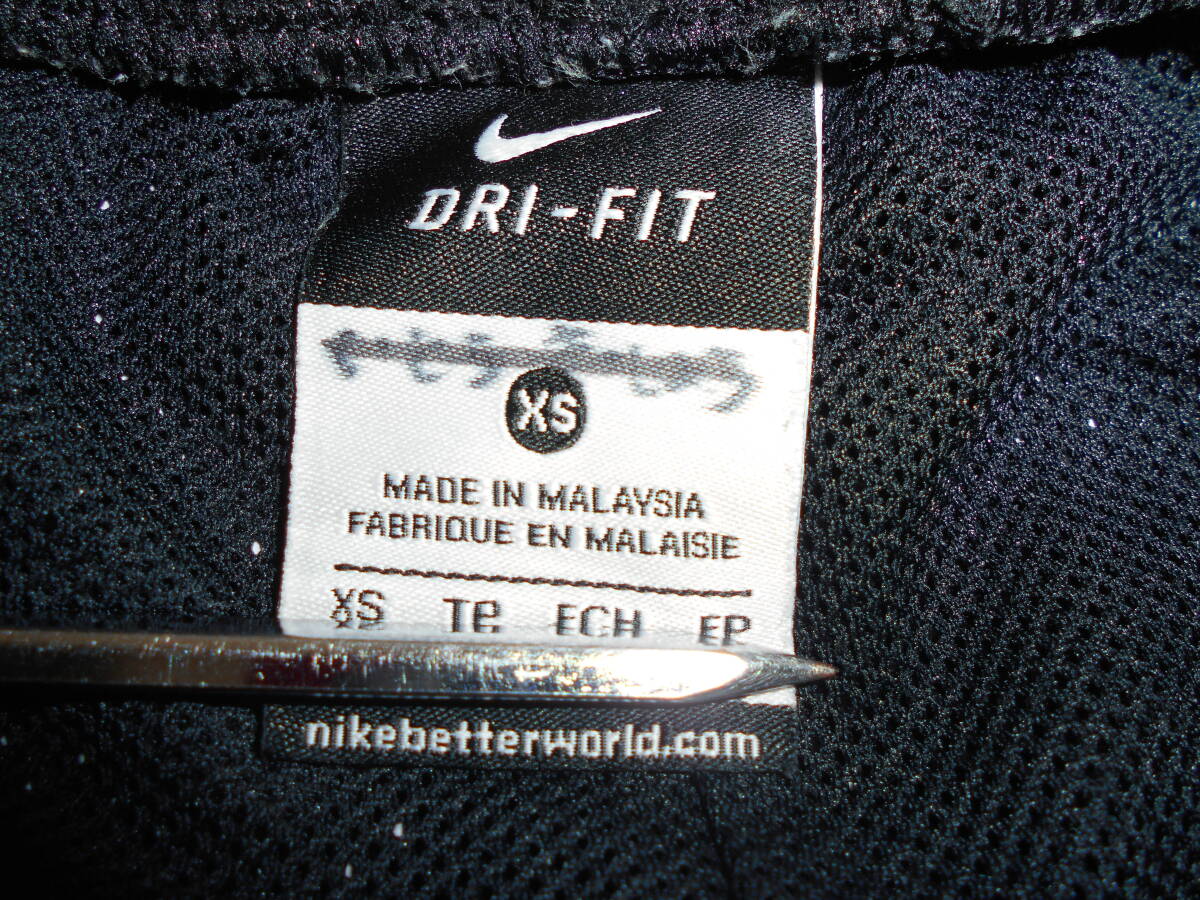 DRI-FIT
XS
MADE IN MALAYSIA
FABRIQUE EN MALAISIE
XS TP ECH EP
nikebetterworld.com